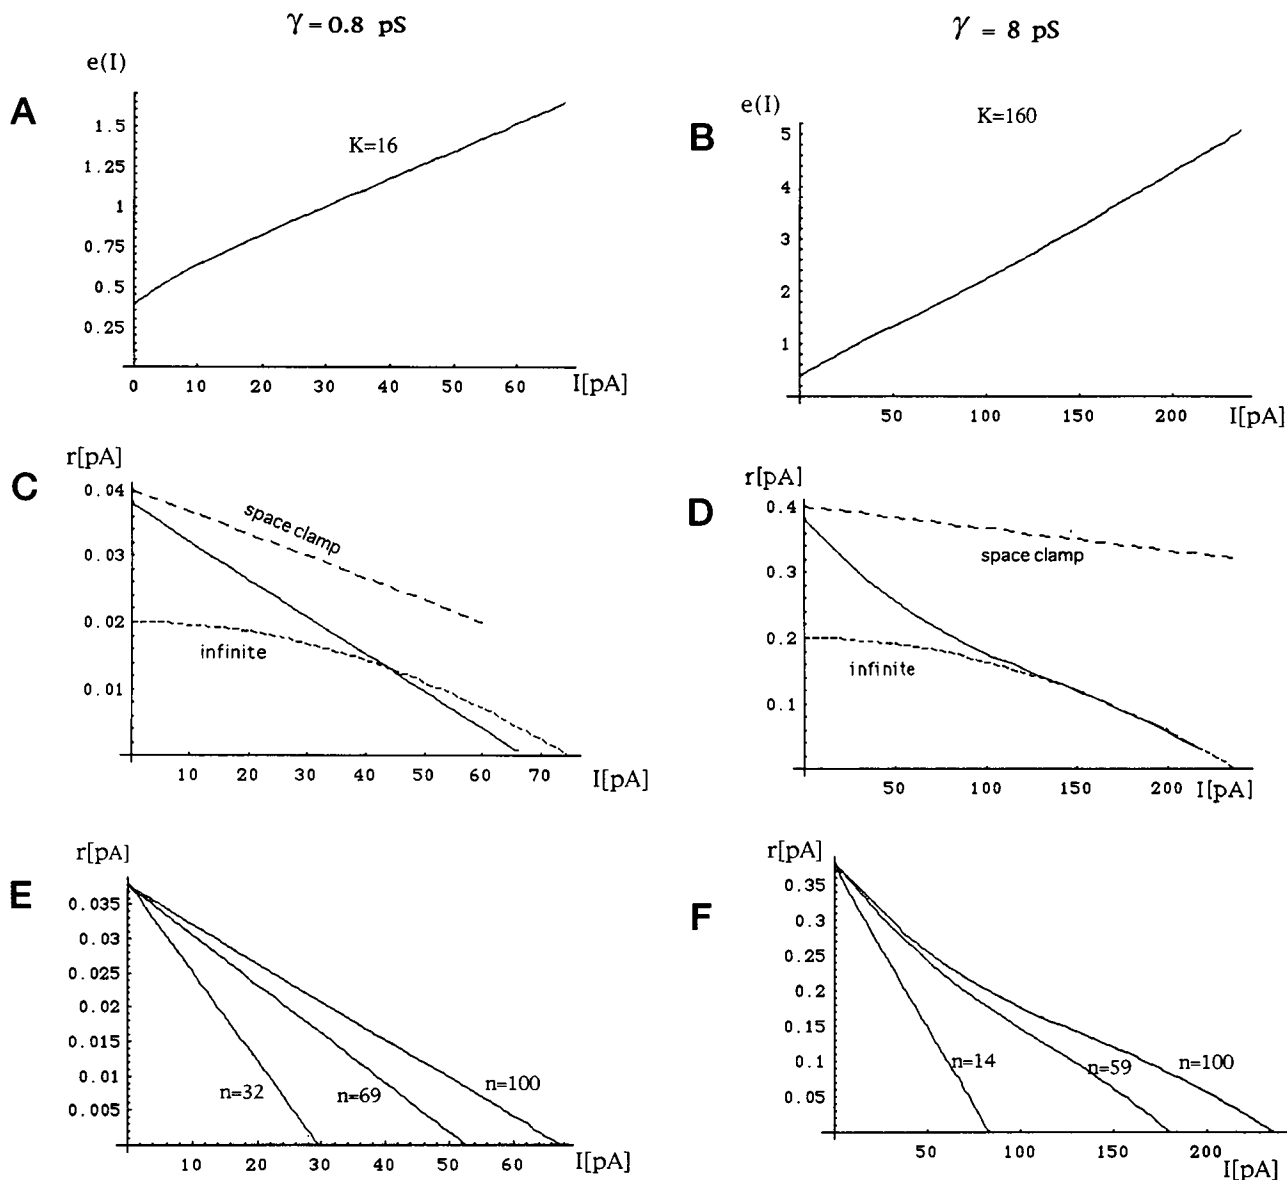 γ = 0.8 pS
γ = 8 pS
A
e(I)
K=16
1.5
1.25
1
0.75
0.5
0.25
0 10 20 30 40 50 60 I[pA]
B
e(I)
K=160
5
4
3
2
1
50 100 150 200 I[pA]
C
r[pA]
0.04
0.03
0.02
0.01
space clamp
infinite
10 20 30 40 50 60 70 I[pA]
D
r[pA]
0.4
0.3
0.2
0.1
space clamp
infinite
50 100 150 200 I[pA]
E
r[pA]
0.035
0.03
0.025
0.02
0.015
0.01
0.005
n=32
n=69
n=100
10 20 30 40 50 60 I[pA]
F
r[pA]
0.35
0.3
0.25
0.2
0.15
0.1
0.05
n=14
n=59
n=100
50 100 150 200 I[pA]